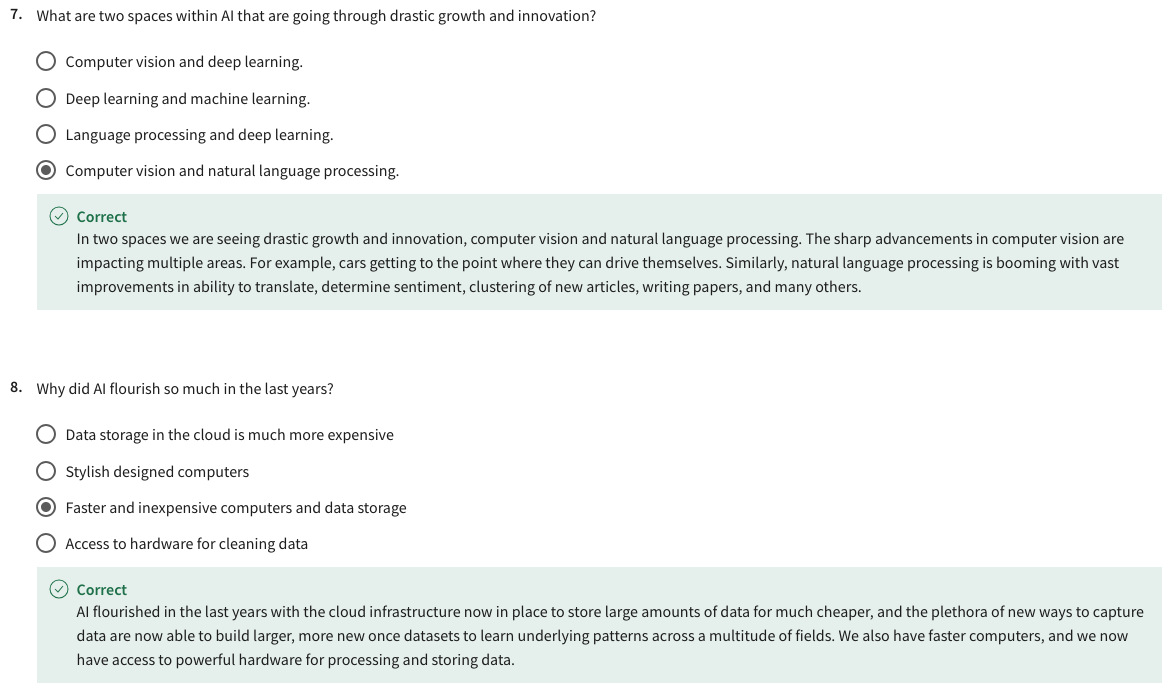 7. What are two spaces within AI that are going through drastic growth and innovation?
Computer vision and deep learning.
Deep learning and machine learning.
Language processing and deep learning.
Computer vision and natural language processing.
Correct
In two spaces we are seeing drastic growth and innovation, computer vision and natural language processing. The sharp advancements in computer vision are
impacting multiple areas. For example, cars getting to the point where they can drive themselves. Similarly, natural language processing is booming with vast
improvements in ability to translate, determine sentiment, clustering of new articles, writing papers, and many others.
8. Why did AI flourish so much in the last years?
Data storage in the cloud is much more expensive
Stylish designed computers
Faster and inexpensive computers and data storage
Access to hardware for cleaning data
Correct
AI flourished in the last years with the cloud infrastructure now in place to store large amounts of data for much cheaper, and the plethora of new ways to capture
data are now able to build larger, more new once datasets to learn underlying patterns across a multitude of fields. We also have faster computers, and we now
have access to powerful hardware for processing and storing data.